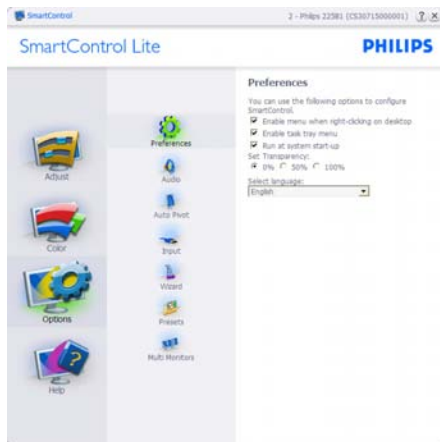 SmartControl
2 - Philips 225B1 (CS30715000001)
SmartControl Lite
PHILIPS
Preferences
You can use the following options to configure
SmartControl.
Enable menu when right-clicking on desktop
Enable task tray menu
Run at system start-up
Set Transparency:
0% 50% 100%
Select language:
English
Preferences
Audio
Auto Pivot
Input
Wizard
Presets
Multi Monitors
Adjust
Color
Options
Help